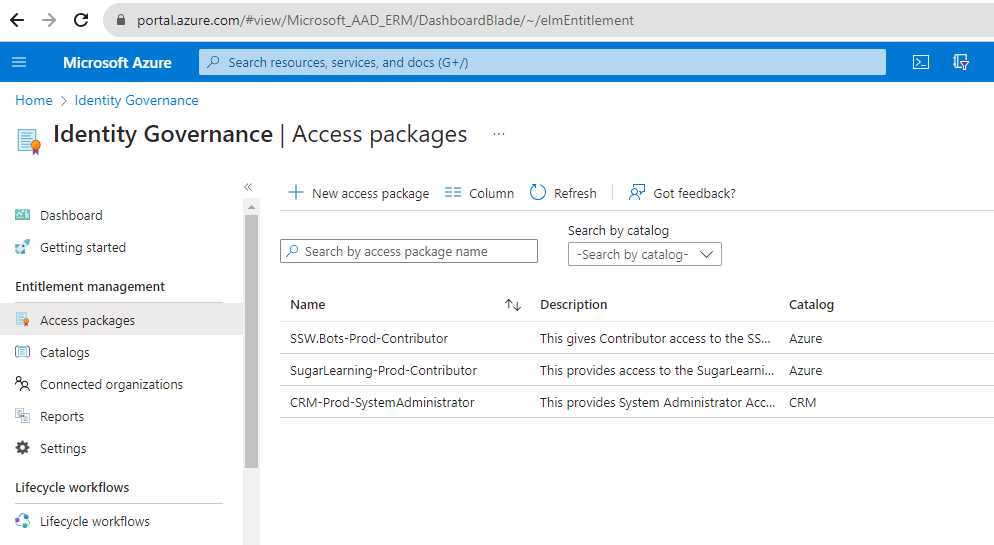 portal.azure.com/#view/Microsoft_AAD_ERM/DashboardBlade/~/elmEntitlement
Microsoft Azure
Search resources, services, and docs (G+/)
Home > Identity Governance
Identity Governance | Access packages ...
«
Dashboard
Getting started
Entitlement management
Access packages
Catalogs
Connected organizations
Reports
Settings
Lifecycle workflows
Lifecycle workflows
New access package Column Refresh Got feedback?
Search by catalog
Search by access package name -Search by catalog-
Name Description Catalog
SSW.Bots-Prod-Contributor This gives Contributor access to the SS... Azure
SugarLearning-Prod-Contributor This provides access to the SugarLearni... Azure
CRM-Prod-SystemAdministrator This provides System Administrator Acc... CRM